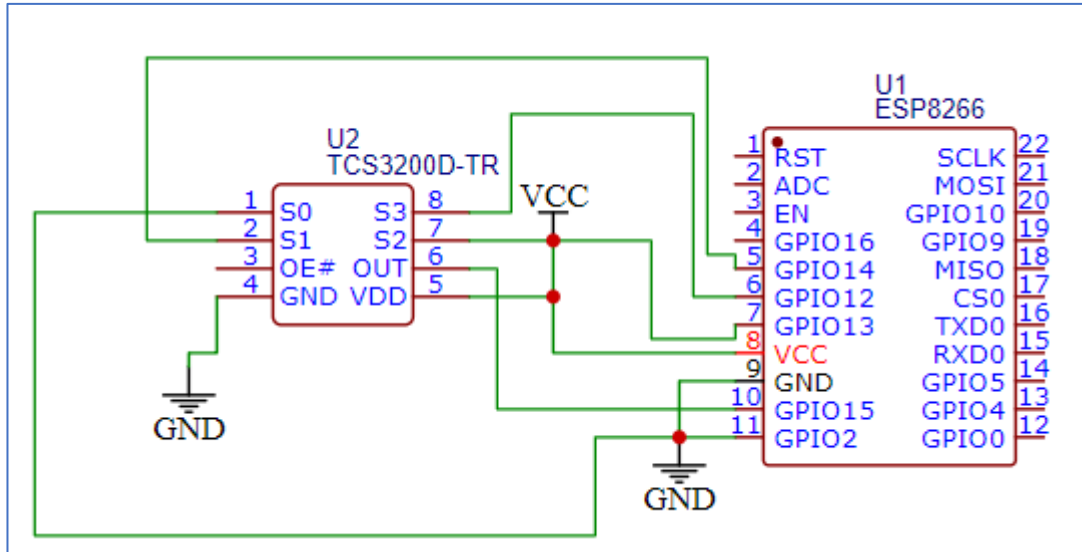 U1
ESP8266
U2
TCS3200D-TR
VCC
1 RST SCLK 22
2 ADC MOSI 21
3 EN GPIO10 20
4 GPIO16 GPIO9 19
5 GPIO14 MISO 18
6 GPIO12 CS0 17
7 GPIO13 TXD0 16
8 VCC RXD0 15
9 GND GPIO5 14
10 GPIO15 GPIO4 13
11 GPIO2 GPIO0 12
1 S0 S3 8
2 S1 S2 7
3 OE# OUT 6
4 GND VDD 5
GND
GND